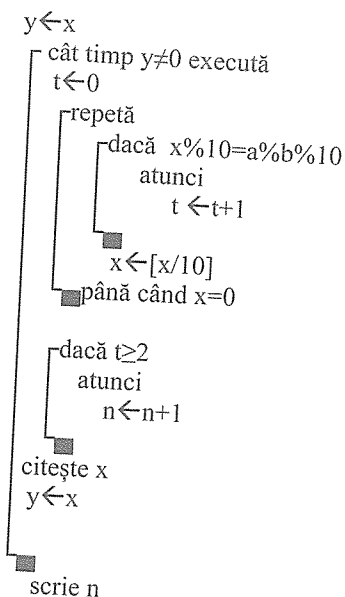 y←x
cât timp y≠0 execută
t←0
repetă
dacă x%10=a%b%10
atunci
t ←t+1
x←[x/10]
până când x=0
dacă t≥2
atunci
n←n+1
citește x
y←x
scrie n